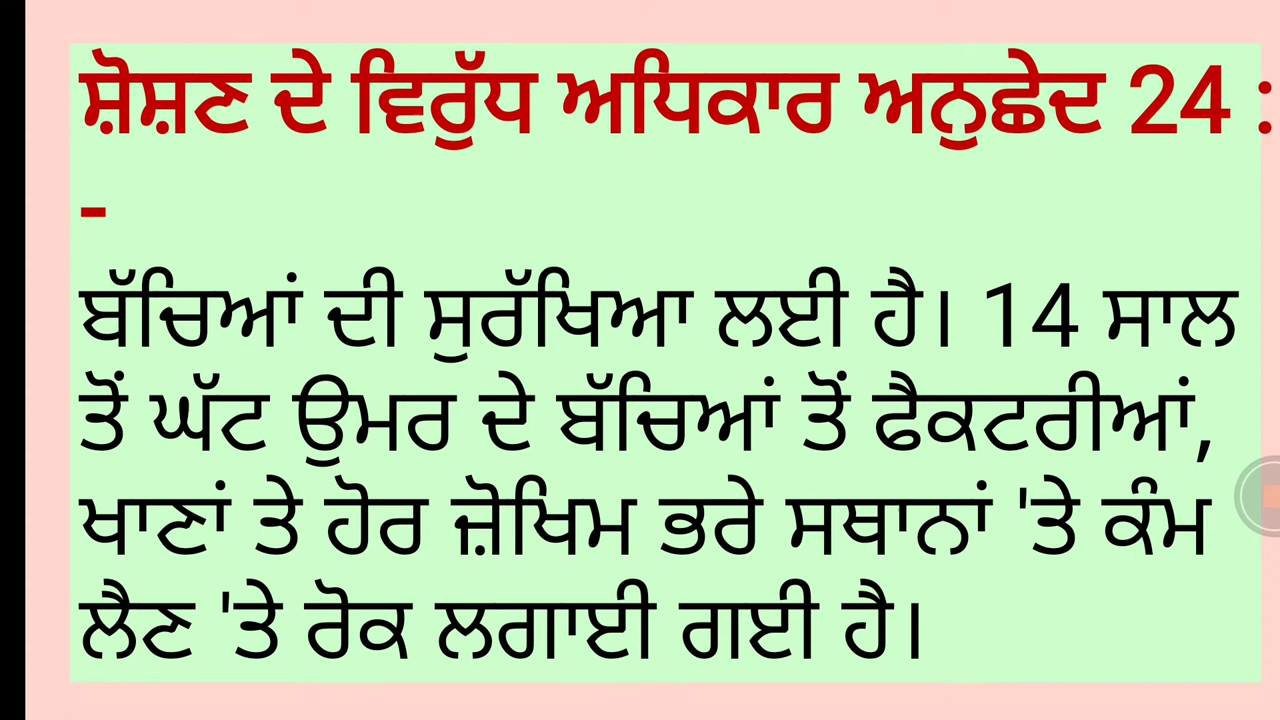 ਸ਼ੋਸ਼ਣ ਦੇ ਵਿਰੁੱਧ ਅਧਿਕਾਰ ਅਨੁਛੇਦ 24 :
-
ਬੱਚਿਆਂ ਦੀ ਸੁਰੱਖਿਆ ਲਈ ਹੈ। 14 ਸਾਲ
ਤੋਂ ਘੱਟ ਉਮਰ ਦੇ ਬੱਚਿਆਂ ਤੋਂ ਫੈਕਟਰੀਆਂ,
ਖਾਣਾਂ ਤੇ ਹੋਰ ਜ਼ੋਖਿਮ ਭਰੇ ਸਥਾਨਾਂ 'ਤੇ ਕੰਮ
ਲੈਣ 'ਤੇ ਰੋਕ ਲਗਾਈ ਗਈ ਹੈ।